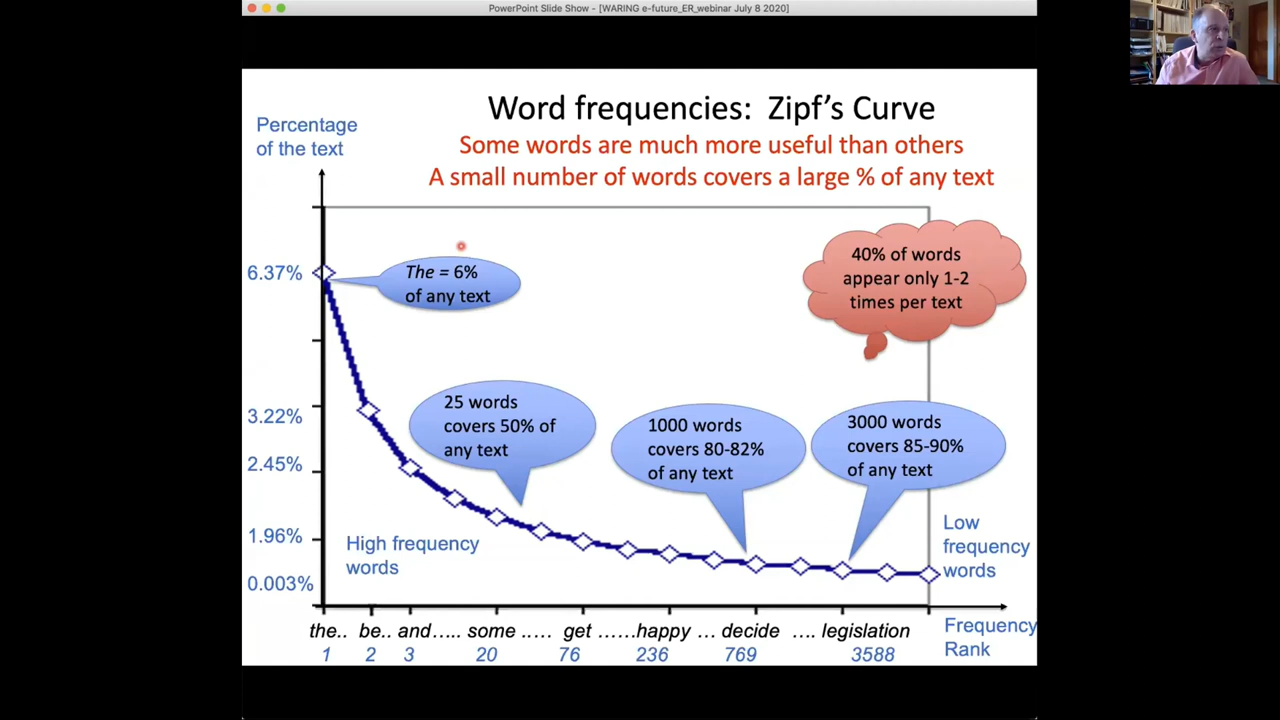 PowerPoint Slide Show - [WARING e-future_ER_webinar July 8 2020]
Word frequencies: Zipf's Curve
Some words are much more useful than others
A small number of words covers a large % of any text
Percentage
of the text
6.37%
3.22%
2.45%
1.96%
0.003%
The = 6%
of any text
25 words
covers 50% of
any text
1000 words
covers 80-82%
of any text
3000 words
covers 85-90%
of any text
40% of words
appear only 1-2
times per text
High frequency
words
Low
frequency
words
the.. be.. and..... some ..... get ......happy ... decide .... legislation
1 2 3 20 76 236 769 3588
Frequency
Rank